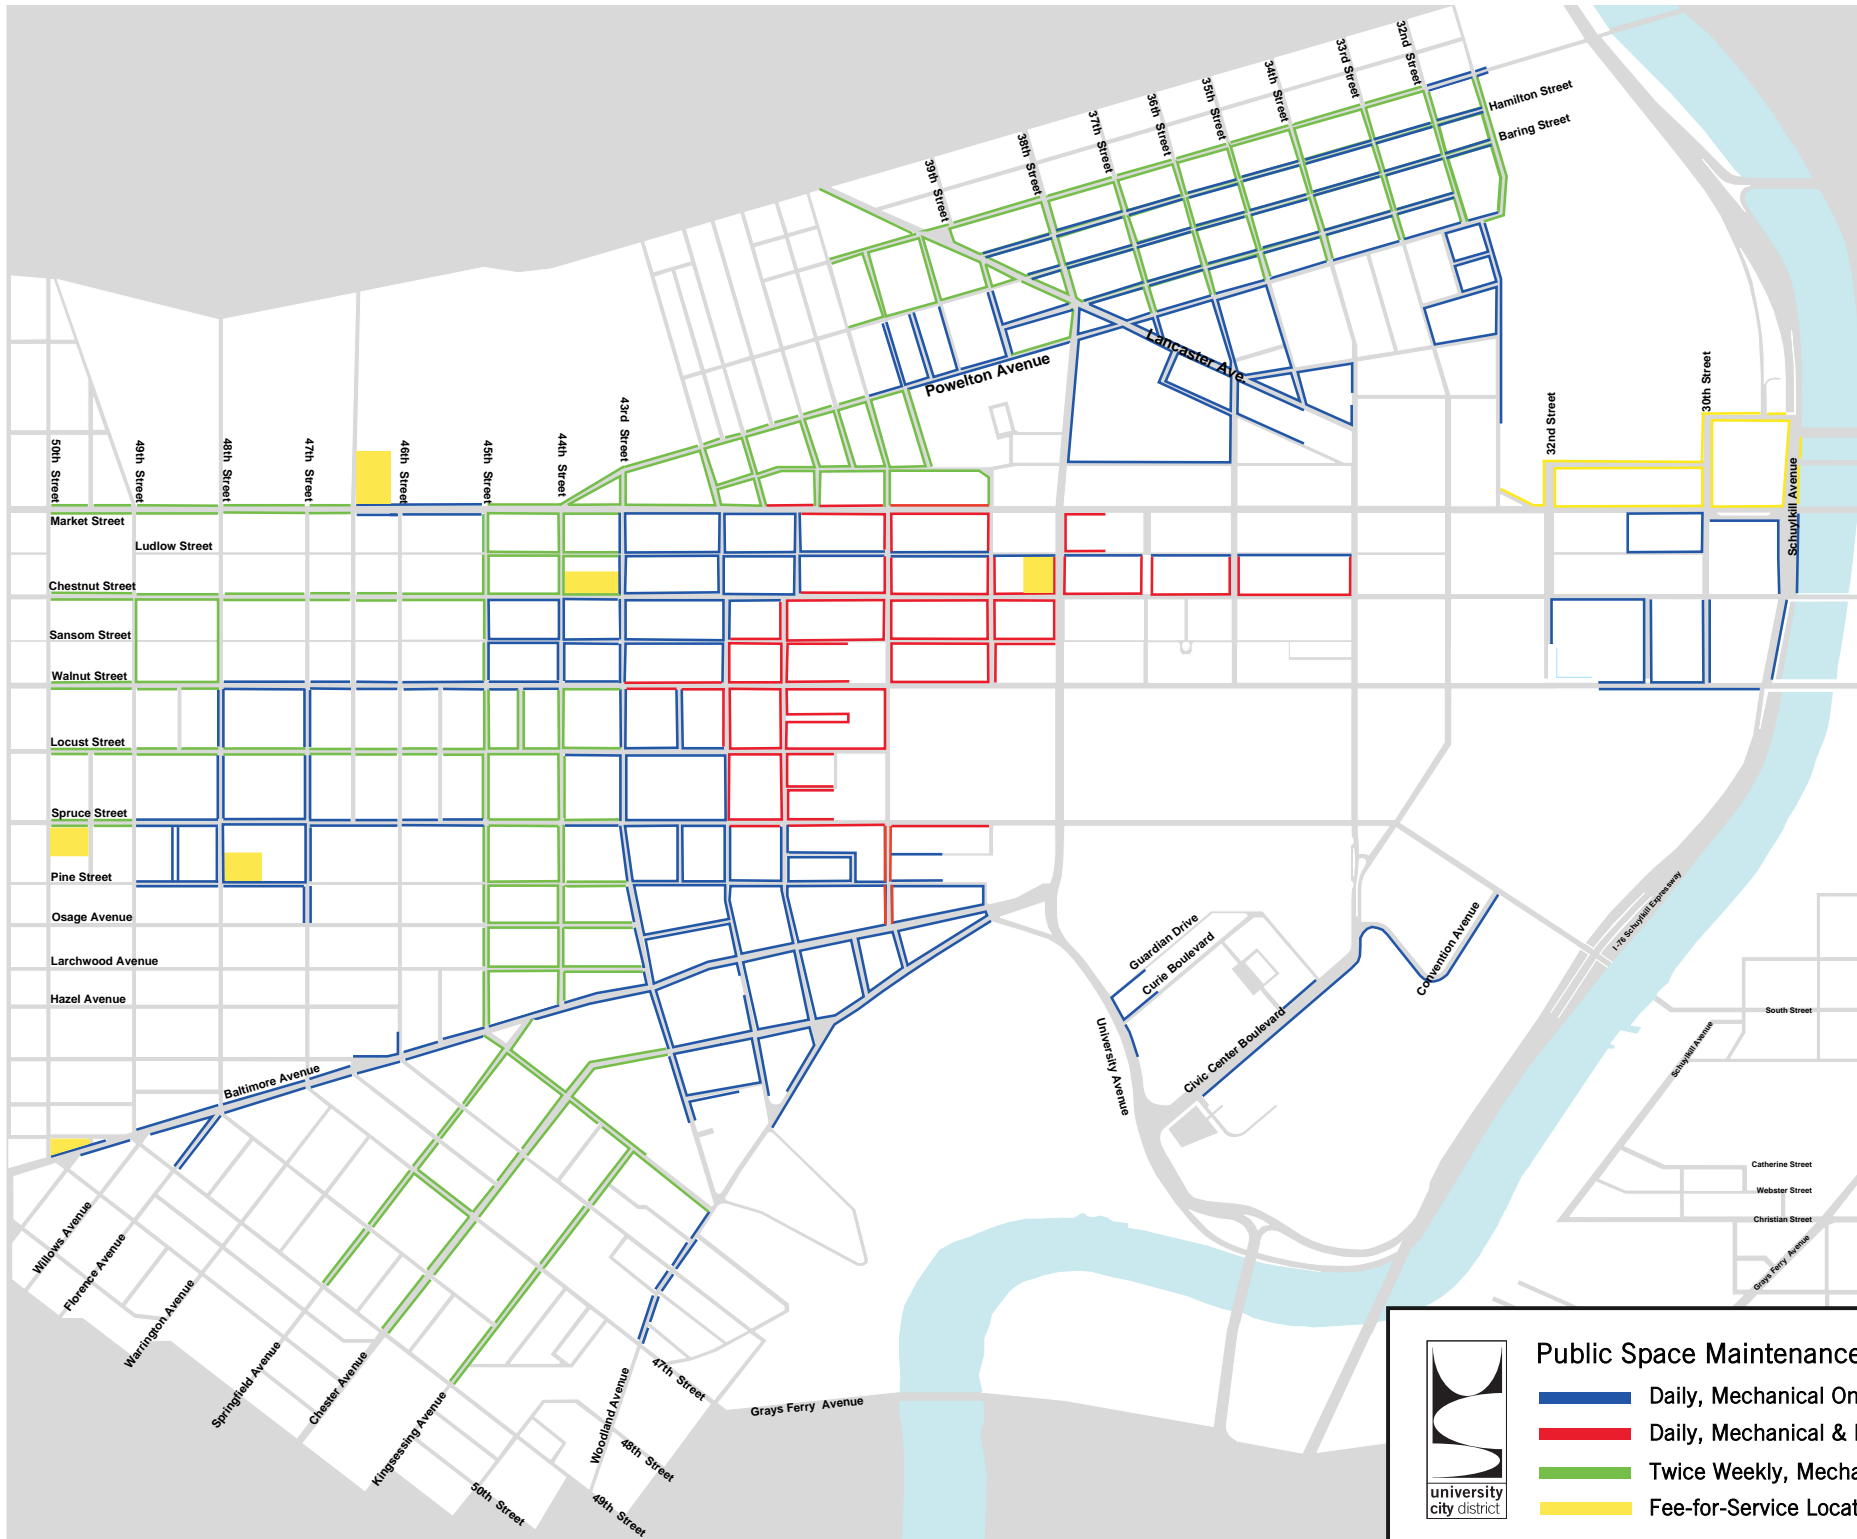 32nd Street
33rd Street
34th Street
35th Street
36th Street
37th Street
38th Street
39th Street
Hamilton Street
Baring Street
Lancaster Ave.
Powelton Avenue
43rd Street
44th Street
45th Street
46th Street
47th Street
48th Street
49th Street
50th Street
32nd Street
30th Street
Schuylkill Avenue
Market Street
Ludlow Street
Chestnut Street
Sansom Street
Walnut Street
Locust Street
Spruce Street
Pine Street
Osage Avenue
Larchwood Avenue
Hazel Avenue
Baltimore Avenue
Guardian Drive
Curie Boulevard
Convention Avenue
Civic Center Boulevard
University Avenue
I-76 Schuylkill Expressway
South Street
Schuylkill Avenue
Catherine Street
Webster Street
Christian Street
Grays Ferry Avenue
Willows Avenue
Florence Avenue
Warrington Avenue
Springfield Avenue
Chester Avenue
Kingsessing Avenue
Woodland Avenue
47th Street
48th Street
49th Street
50th Street
Grays Ferry Avenue
Public Space Maintenance
Daily, Mechanical On
Daily, Mechanical &
Twice Weekly, Mecha
Fee-for-Service Locat
university
city district